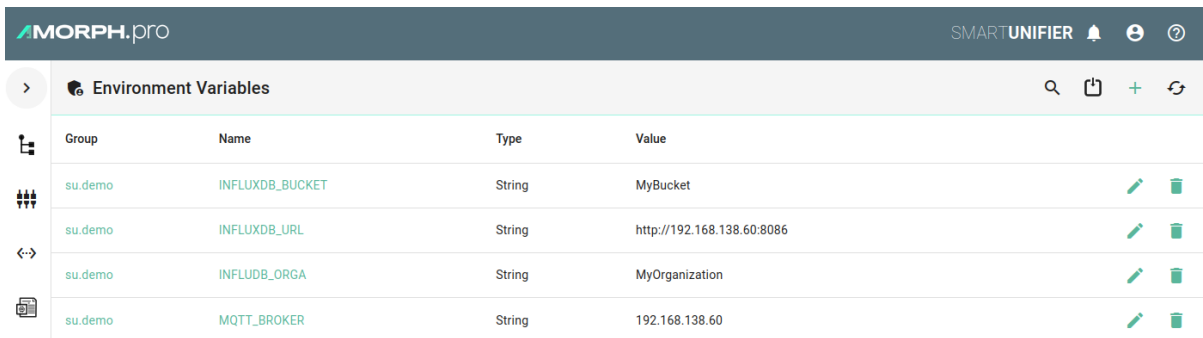 AMORPH.pro SMARTUNIFIER
Environment Variables
Group Name Type Value
su.demo INFLUXDB_BUCKET String MyBucket
su.demo INFLUXDB_URL String http://192.168.138.60:8086
su.demo INFLUDB_ORGA String MyOrganization
su.demo MQTT_BROKER String 192.168.138.60